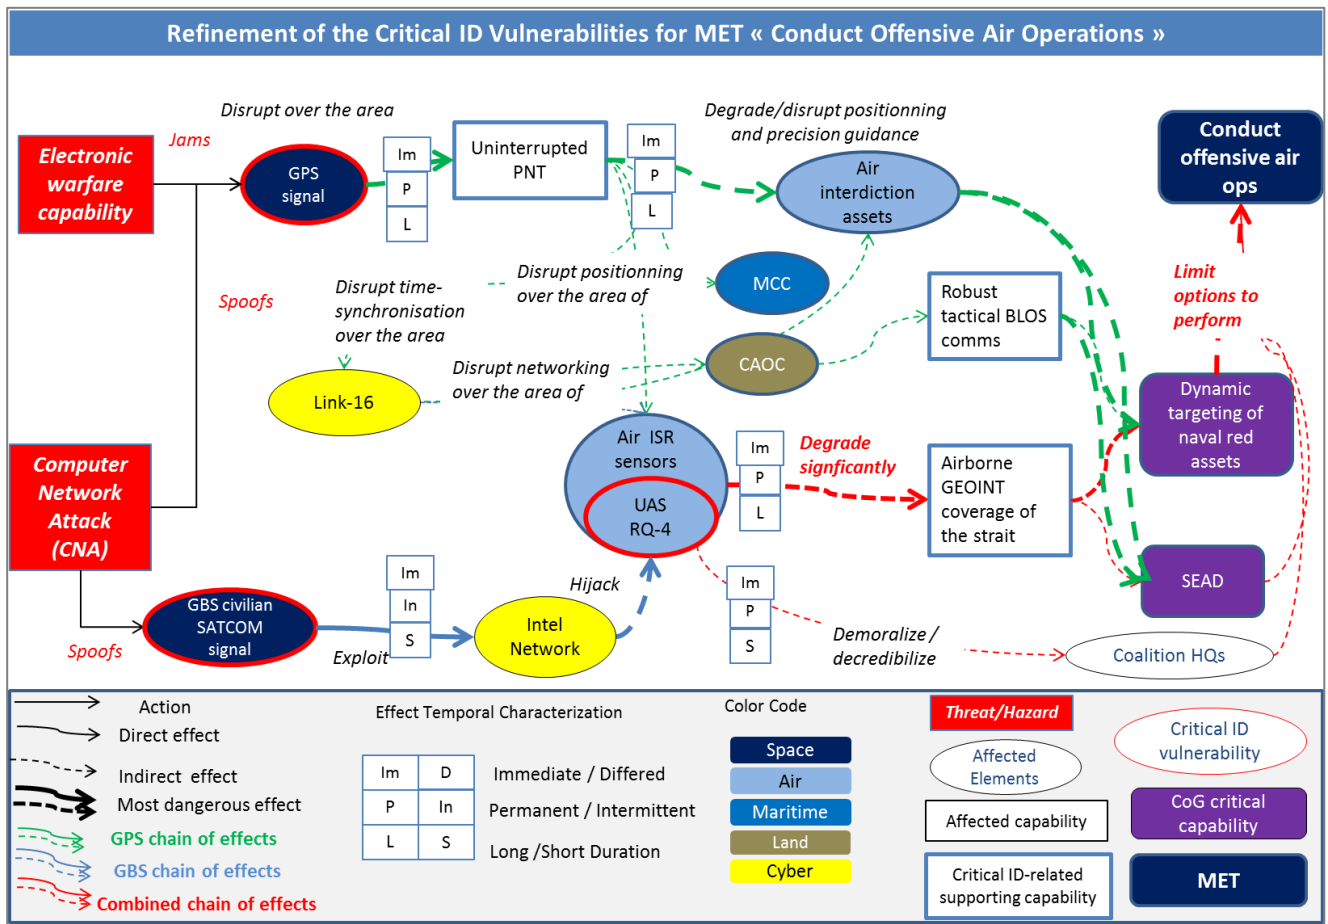 Refinement of the Critical ID Vulnerabilities for MET « Conduct Offensive Air Operations »
Disrupt over the area
Degrade/disrupt positionning
and precision guidance
Electronic
warfare
capability
Jams
GPS
signal
Im
P
L
Uninterrupted
PNT
Im
P
L
Air
interdiction
assets
Conduct
offensive air
ops
Spoofs
Disrupt time-
synchronisation
over the area
Disrupt positionning
over the area of
MCC
Robust
tactical BLOS
comms
Limit
options to
perform
Link-16
Disrupt networking
over the area of
CAOC
Dynamic
targeting of
naval red
assets
Computer
Network
Attack
(CNA)
Air ISR
sensors
UAS
RQ-4
Im
P
L
Degrade
signficantly
Airborne
GEOINT
coverage of
the strait
SEAD
Spoofs
GBS civilian
SATCOM
signal
Exploit
Im
In
S
Intel
Network
Hijack
Im
P
S
Demoralize /
decredibilize
Coalition HQs
Action
Direct effect
Indirect effect
Most dangerous effect
GPS chain of effects
GBS chain of effects
Combined chain of effects
Effect Temporal Characterization
Im D Immediate / Differed
P In Permanent / Intermittent
L S Long /Short Duration
Color Code
Space
Air
Maritime
Land
Cyber
Threat/Hazard
Affected
Elements
Affected capability
Critical ID-related
supporting capability
Critical ID
vulnerability
CoG critical
capability
MET